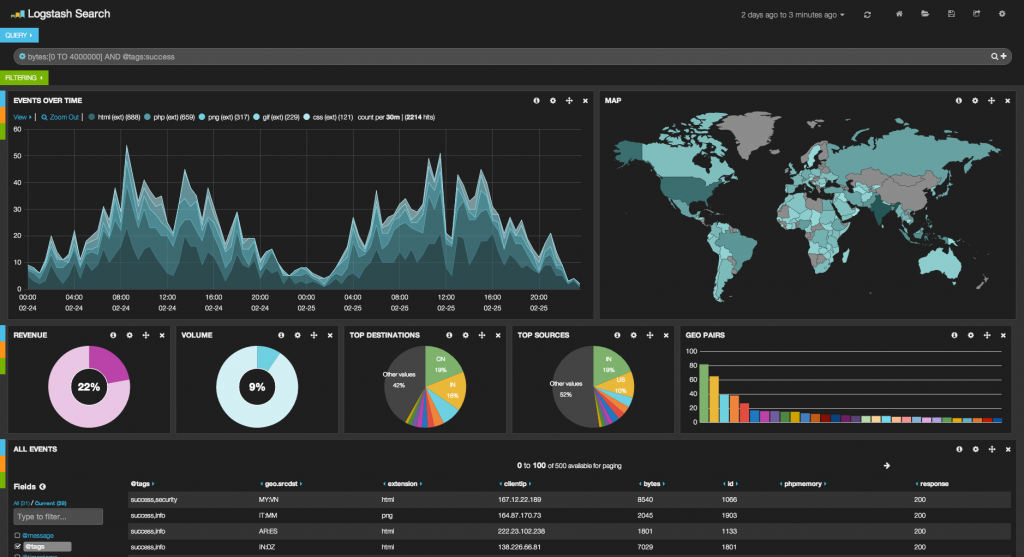 Logstash Search
2 days ago to 3 minutes ago
QUERY
bytes:[0 TO 4000000] AND @tags:success
FILTERING
EVENTS OVER TIME
View | Zoom Out | html (ext) (888) php (ext) (659) png (ext) (317) gif (ext) (229) css (ext) (121) count per 30m | (2214 hits)
60
50
40
30
20
10
0
00:00 04:00 08:00 12:00 16:00 20:00 00:00 04:00 08:00 12:00 16:00 20:00
02-24 02-24 02-24 02-24 02-24 02-24 02-25 02-25 02-25 02-25 02-25 02-25
MAP
REVENUE
22%
VOLUME
9%
TOP DESTINATIONS
CN
19%
IN
16%
Other values
42%
TOP SOURCES
IN
19%
US
10%
Other values
52%
GEO PAIRS
100
80
60
40
20
0
ALL EVENTS
0 to 100 of 500 available for paging
Fields
All (31) / Current (39)
Type to filter...
@message
@tags
@tags geo.srcdst extension clientip bytes id phpmemory response
success,security MY:VN html 167.12.22.189 8540 1066 200
success,info IT:MM png 164.87.170.73 2045 1903 200
success,info AR:ES html 222.23.102.238 1801 1133 200
success,info IN:DZ html 138.226.66.81 7029 1801 200